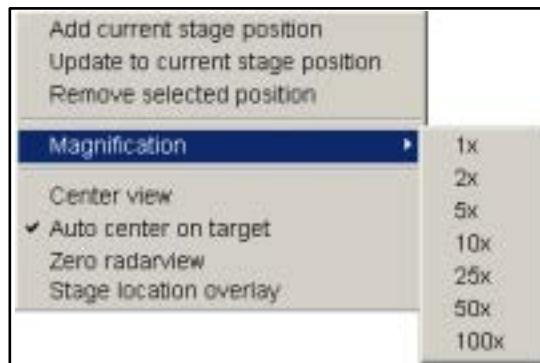 Add current stage position
Update to current stage position
Remove selected position
Magnification
1x
2x
5x
10x
25x
50x
100x
Center view
Auto center on target
Zero radarview
Stage location overlay